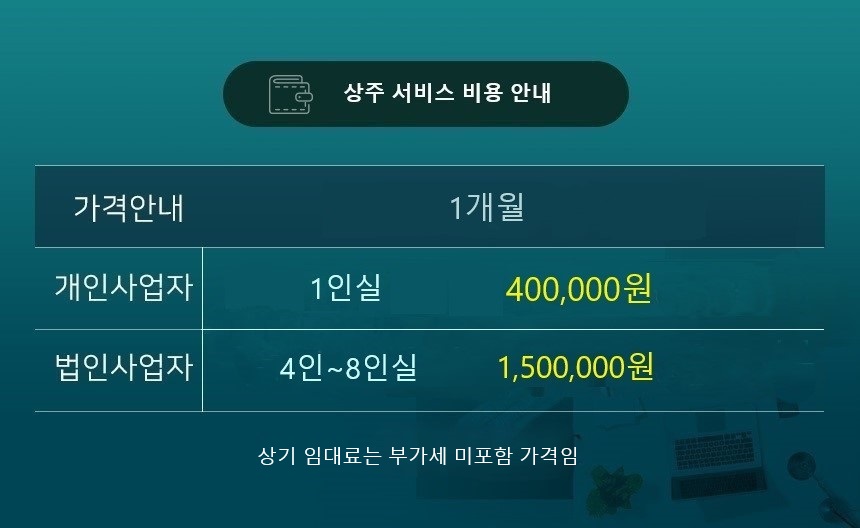 상주 서비스 비용 안내
가격안내 1개월
개인사업자 1인실 400,000원
법인사업자 4인~8인실 1,500,000원
상기 임대료는 부가세 미포함 가격임